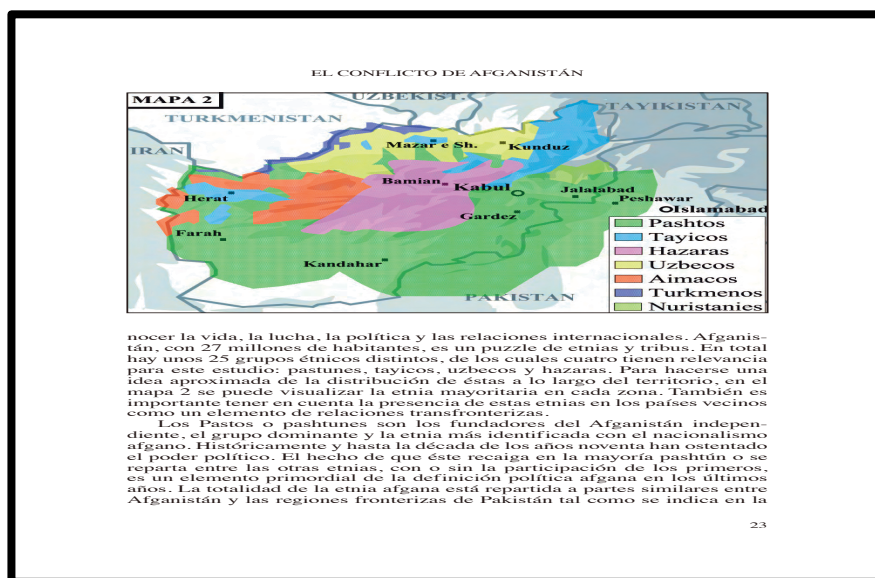 EL CONFLICTO DE AFGANISTÁN
MAPA 2
UZBEKIST.
TAYIKISTAN
TURKMENISTAN
IRAN
Mazar e Sh.
Kunduz
Bamian
Kabul
Jalalabad
Herat
Peshawar
Islamabad
Gardez
Farah
Kandahar
PAKISTAN
Pashtos
Tayicos
Hazaras
Uzbecos
Aimacos
Turkmenos
Nuristanies
nocer la vida, la lucha, la política y las relaciones internacionales. Afganis-
tán, con 27 millones de habitantes, es un puzzle de etnias y tribus. En total
hay unos 25 grupos étnicos distintos, de los cuales cuatro tienen relevancia
para este estudio: pastunes, tayicos, uzbecos y hazaras. Para hacerse una
idea aproximada de la distribución de éstas a lo largo del territorio, en el
mapa 2 se puede visualizar la etnia mayoritaria en cada zona. También es
importante tener en cuenta la presencia de estas etnias en los países vecinos
como un elemento de relaciones transfronterizas.
Los Pastos o pashtunes son los fundadores del Afganistán indepen-
diente, el grupo dominante y la etnia más identificada con el nacionalismo
afgano. Históricamente y hasta la década de los años noventa han ostentado
el poder político. El hecho de que éste recaiga en la mayoría pashtún o se
reparta entre las otras etnias, con o sin la participación de los primeros,
es un elemento primordial de la definición política afgana en los últimos
años. La totalidad de la etnia afgana está repartida a partes similares entre
Afganistán y las regiones fronterizas de Pakistán tal como se indica en la
23